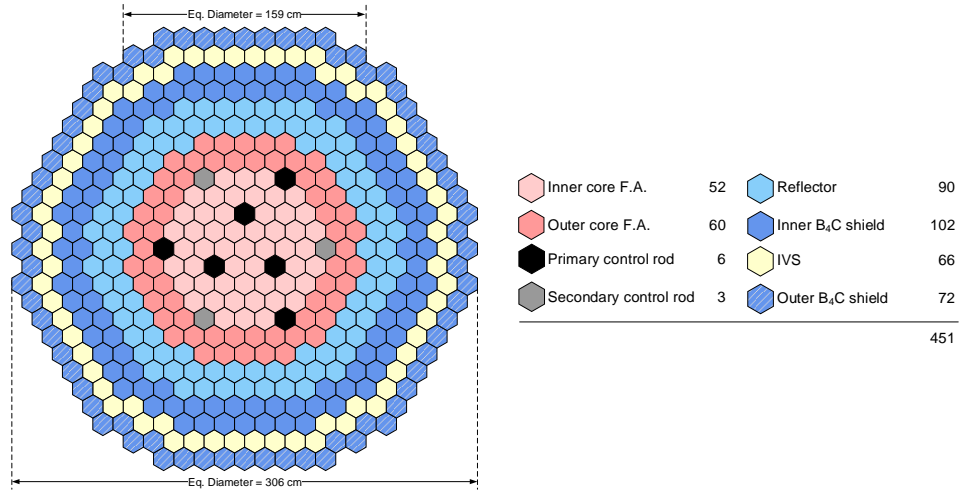 Eq. Diameter = 159 cm
Inner core F.A. 52 Reflector 90
Outer core F.A. 60 Inner B₄C shield 102
Primary control rod 6 IVS 66
Secondary control rod 3 Outer B₄C shield 72
451
Eq. Diameter = 306 cm